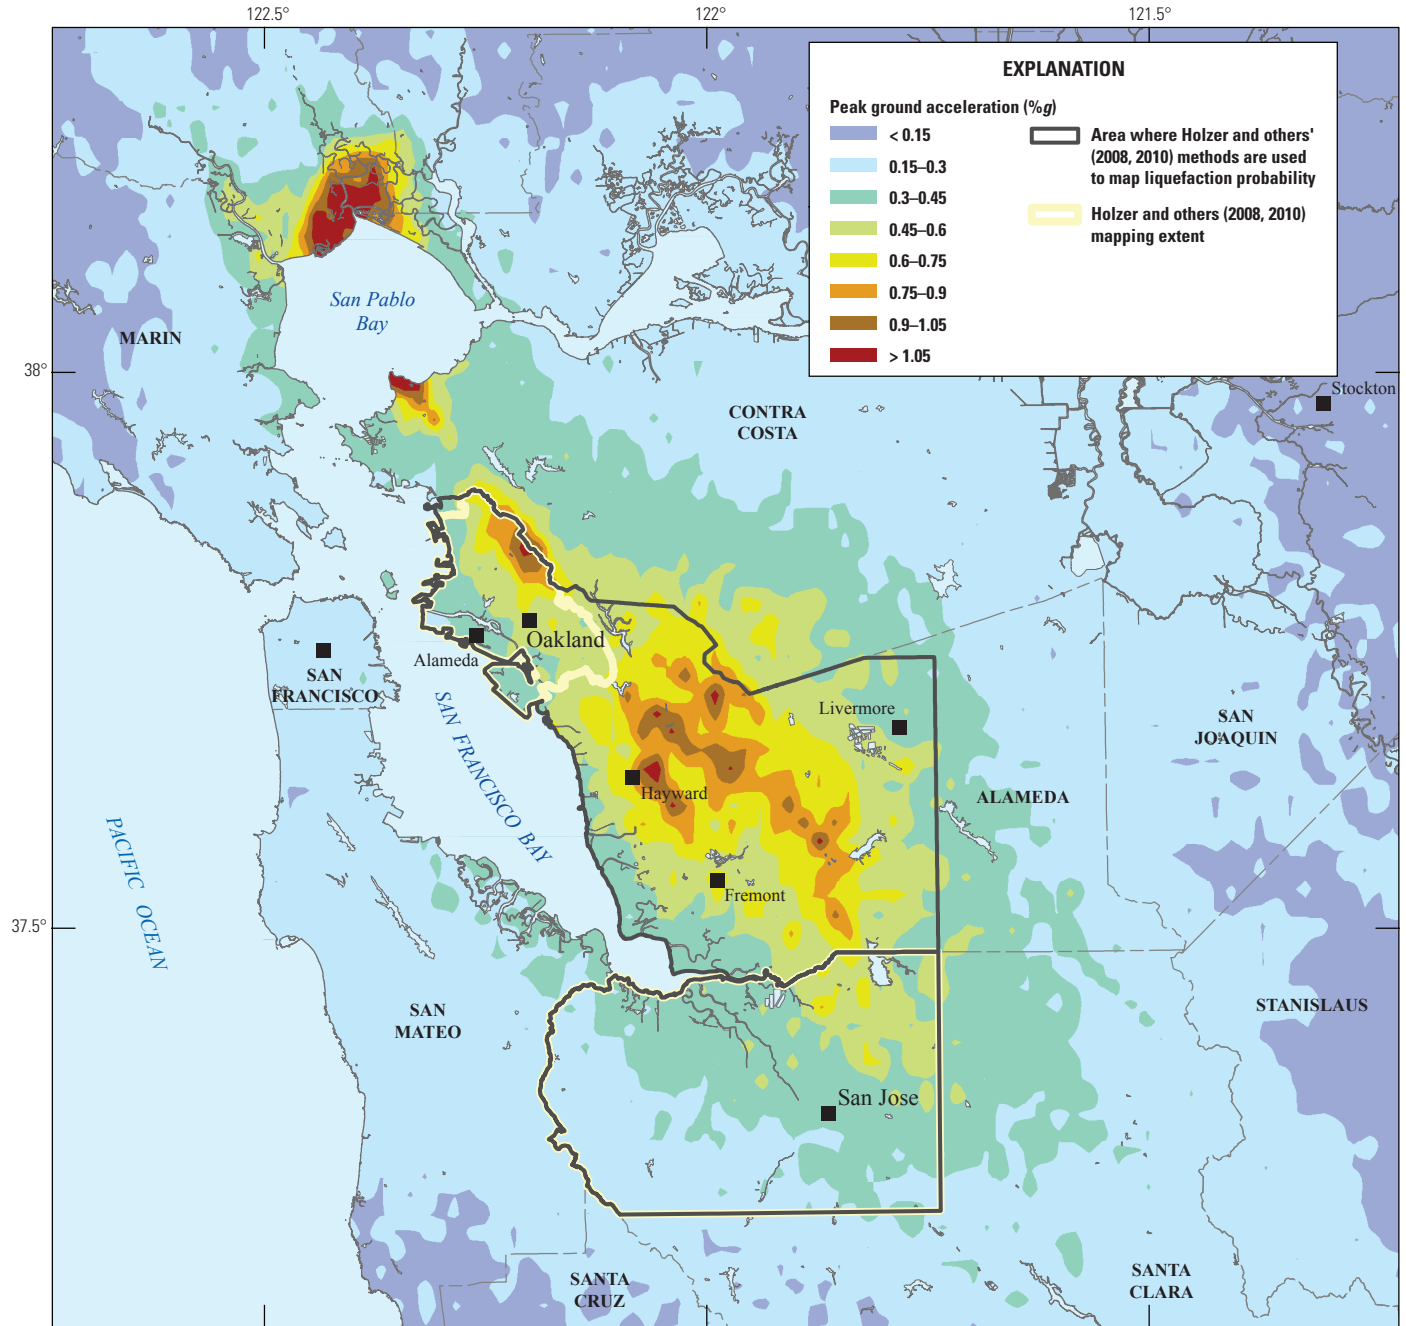 122.5°
122°
121.5°
EXPLANATION
Peak ground acceleration (%g)
< 0.15
0.15–0.3
0.3–0.45
0.45–0.6
0.6–0.75
0.75–0.9
0.9–1.05
> 1.05
Area where Holzer and others'
(2008, 2010) methods are used
to map liquefaction probability
Holzer and others (2008, 2010)
mapping extent
San Pablo
Bay
MARIN
38°
Stockton
CONTRA
COSTA
Oakland
Alameda
SAN
FRANCISCO
SAN FRANCISCO BAY
Livermore
SAN
JOAQUIN
Hayward
ALAMEDA
PACIFIC OCEAN
Fremont
37.5°
SAN
MATEO
STANISLAUS
San Jose
SANTA
CRUZ
SANTA
CLARA